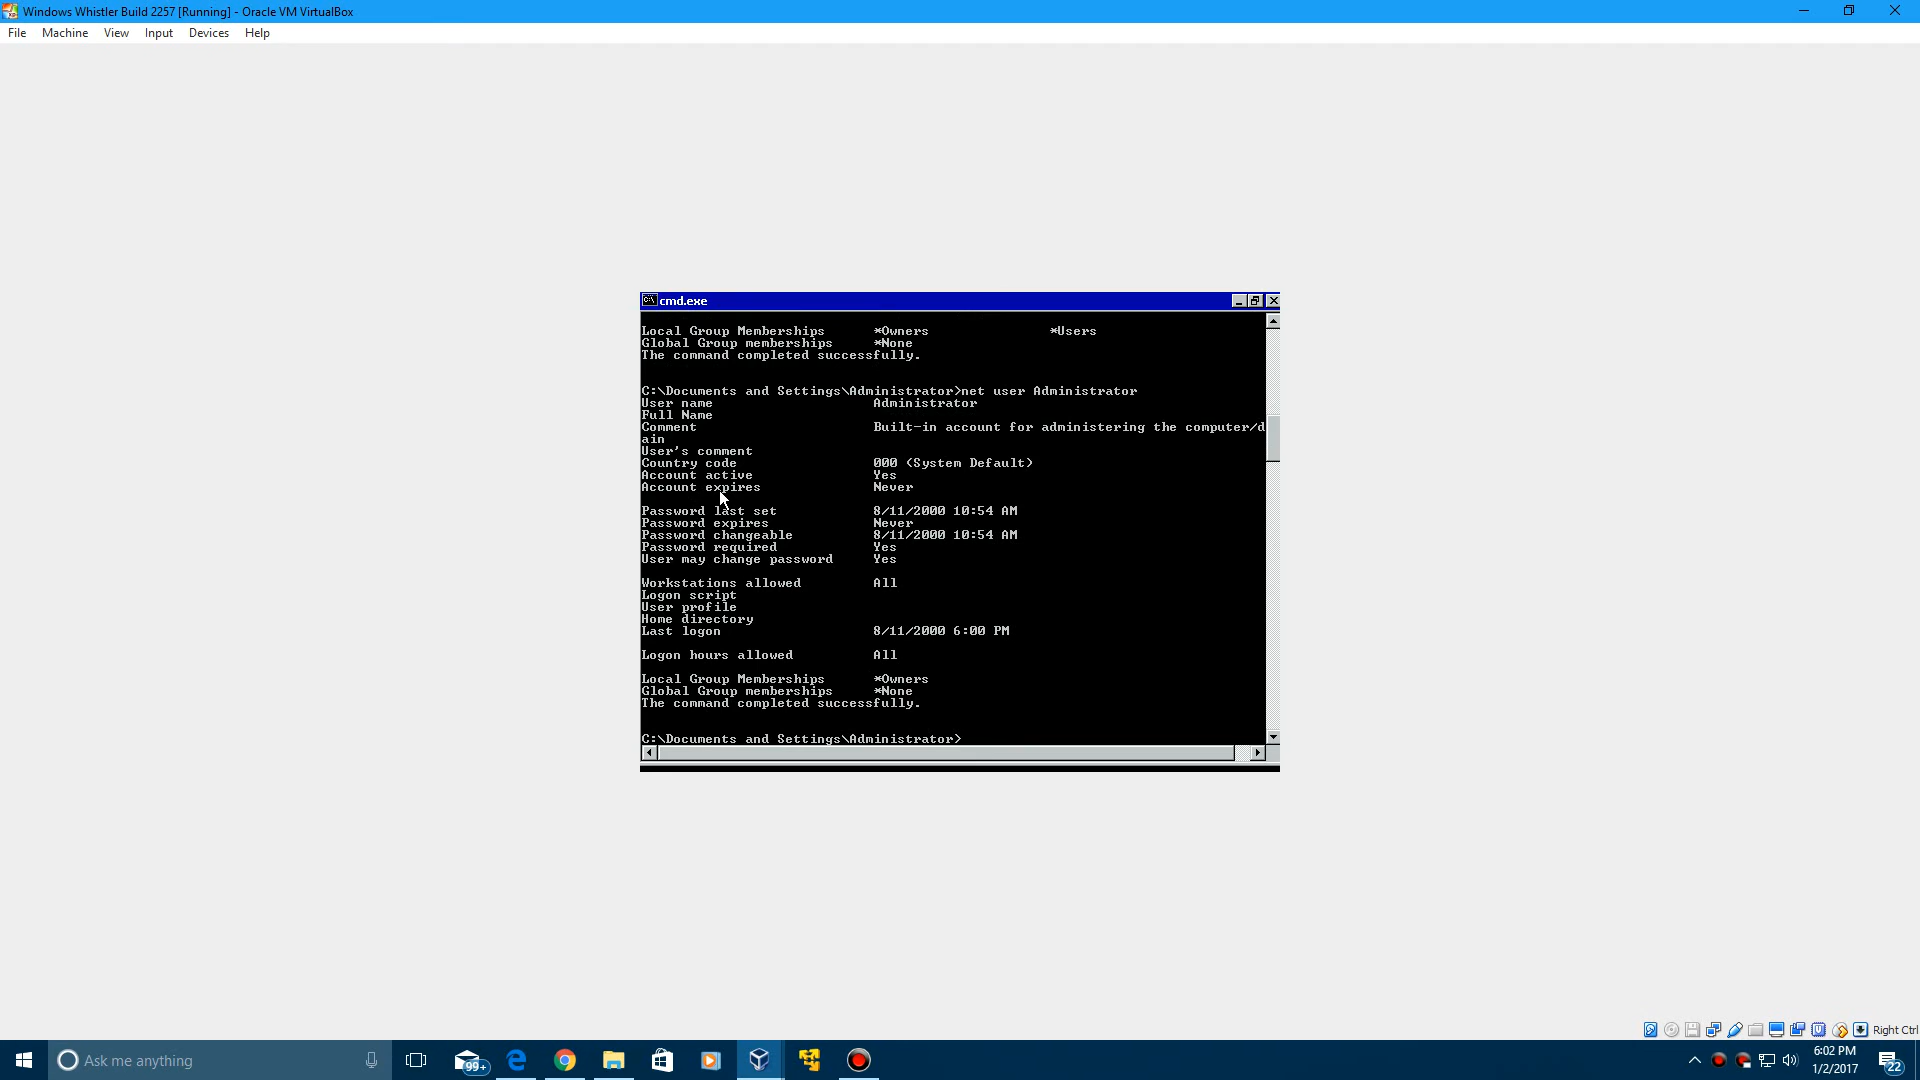 Windows Whistler Build 2257 [Running] - Oracle VM VirtualBox
File Machine View Input Devices Help
cmd.exe
Local Group Memberships *Owners *Users
Global Group memberships *None
The command completed successfully.
C:\Documents and Settings\Administrator>net user Administrator
User name Administrator
Full Name
Comment Built-in account for administering the computer/d
ain
User's comment
Country code 000 (System Default)
Account active Yes
Account expires Never
Password last set 8/11/2000 10:54 AM
Password expires Never
Password changeable 8/11/2000 10:54 AM
Password required Yes
User may change password Yes
Workstations allowed All
Logon script
User profile
Home directory
Last logon 8/11/2000 6:00 PM
Logon hours allowed All
Local Group Memberships *Owners
Global Group memberships *None
The command completed successfully.
C:\Documents and Settings\Administrator>
Right Ctrl
Ask me anything
99+
6:02 PM
1/2/2017
22